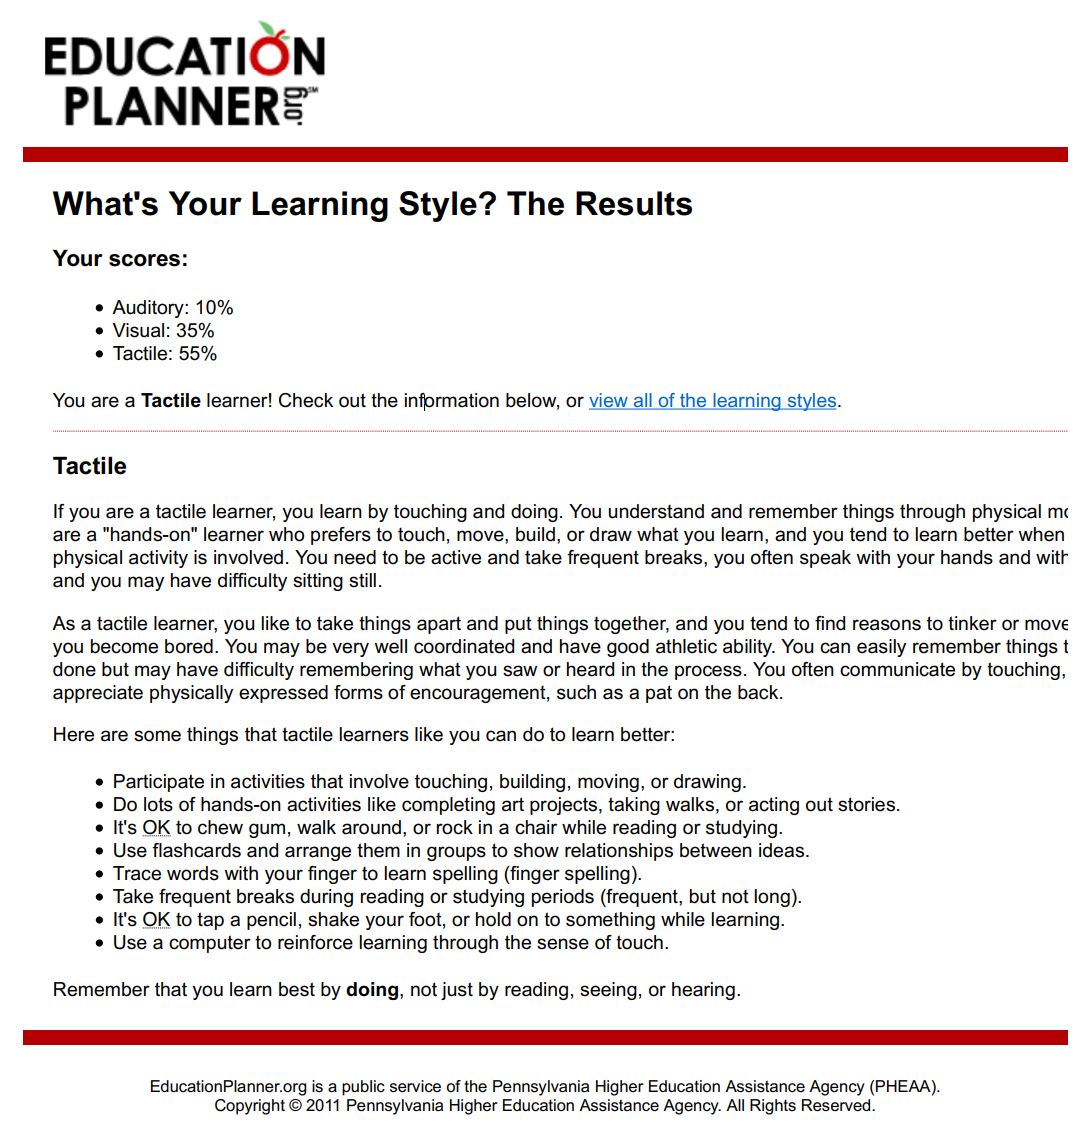 EDUCATION
PLANNER.org℠
What's Your Learning Style? The Results
Your scores:
• Auditory: 10%
• Visual: 35%
• Tactile: 55%
You are a Tactile learner! Check out the information below, or view all of the learning styles.
Tactile
If you are a tactile learner, you learn by touching and doing. You understand and remember things through physical
are a "hands-on" learner who prefers to touch, move, build, or draw what you learn, and you tend to learn better when
physical activity is involved. You need to be active and take frequent breaks, you often speak with your hands and with
and you may have difficulty sitting still.
As a tactile learner, you like to take things apart and put things together, and you tend to find reasons to tinker or move
you become bored. You may be very well coordinated and have good athletic ability. You can easily remember things
done but may have difficulty remembering what you saw or heard in the process. You often communicate by touching,
appreciate physically expressed forms of encouragement, such as a pat on the back.
Here are some things that tactile learners like you can do to learn better:
• Participate in activities that involve touching, building, moving, or drawing.
• Do lots of hands-on activities like completing art projects, taking walks, or acting out stories.
• It's OK to chew gum, walk around, or rock in a chair while reading or studying.
• Use flashcards and arrange them in groups to show relationships between ideas.
• Trace words with your finger to learn spelling (finger spelling).
• Take frequent breaks during reading or studying periods (frequent, but not long).
• It's OK to tap a pencil, shake your foot, or hold on to something while learning.
• Use a computer to reinforce learning through the sense of touch.
Remember that you learn best by doing, not just by reading, seeing, or hearing.
EducationPlanner.org is a public service of the Pennsylvania Higher Education Assistance Agency (PHEAA).
Copyright © 2011 Pennsylvania Higher Education Assistance Agency. All Rights Reserved.